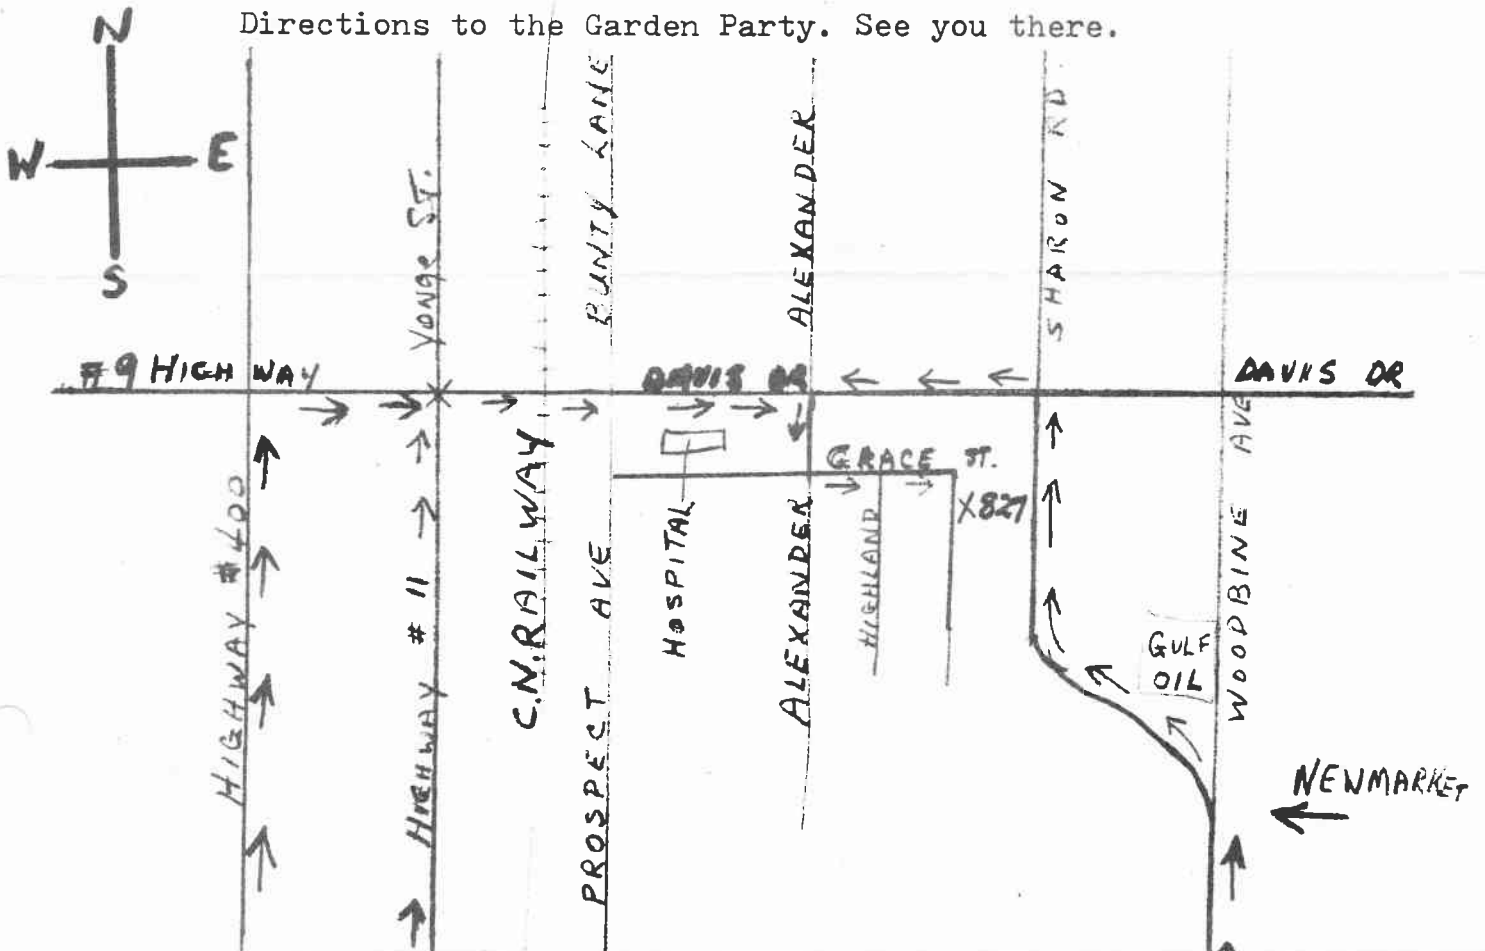 Directions to the Garden Party. See you there.
N
W E
S
YONGE ST.
BUNTY LANE
ALEXANDER
SHARON RD
#9 HIGHWAY
DAVIS DR
DAVIS DR
HIGHWAY #400
HIGHWAY #11
C.N.RAILWAY
PROSPECT AVE
HOSPITAL
ALEXANDER
GRACE ST.
X827
HIGHLAND
GULF
OIL
WOODBINE AVE
NEWMARKET